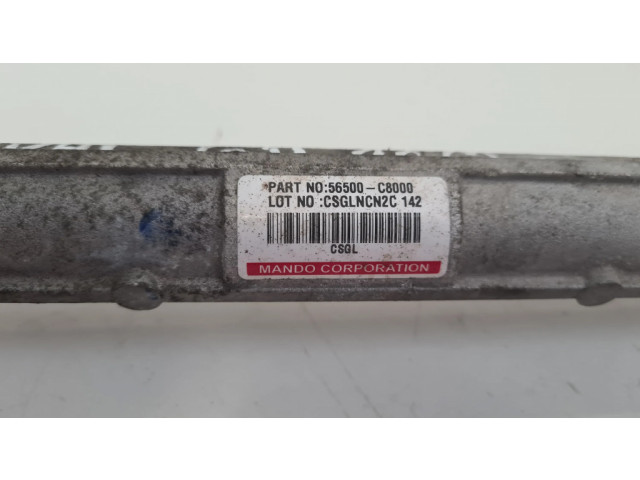 PART NO:56500-C8000
LOT NO :CSGLNCN2C 142
CSGL
MANDO CORPORATION